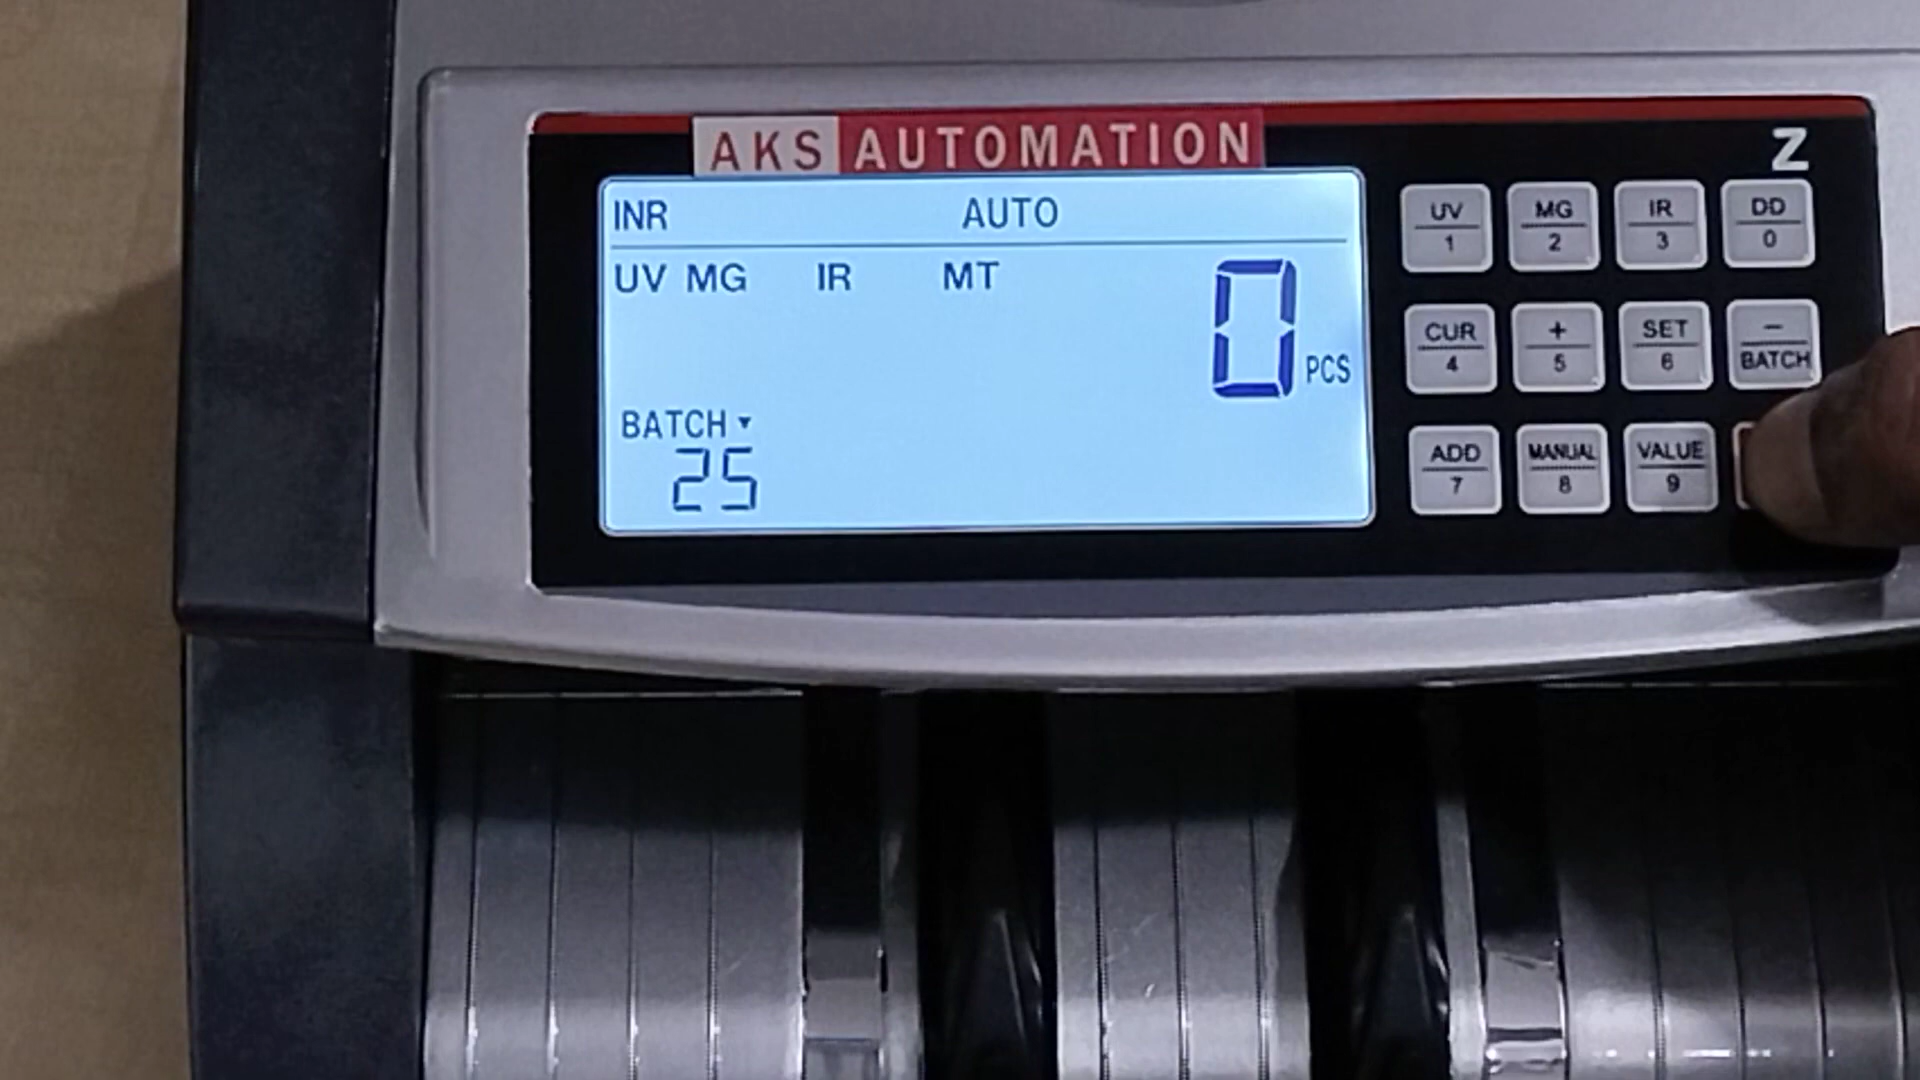 AKS AUTOMATION
Z
INR AUTO
UV MG IR MT
0 PCS
BATCH ▾
25
UV 1
MG 2
IR 3
DD 0
CUR 4
+ 5
SET 6
− BATCH
ADD 7
MANUAL 8
VALUE 9